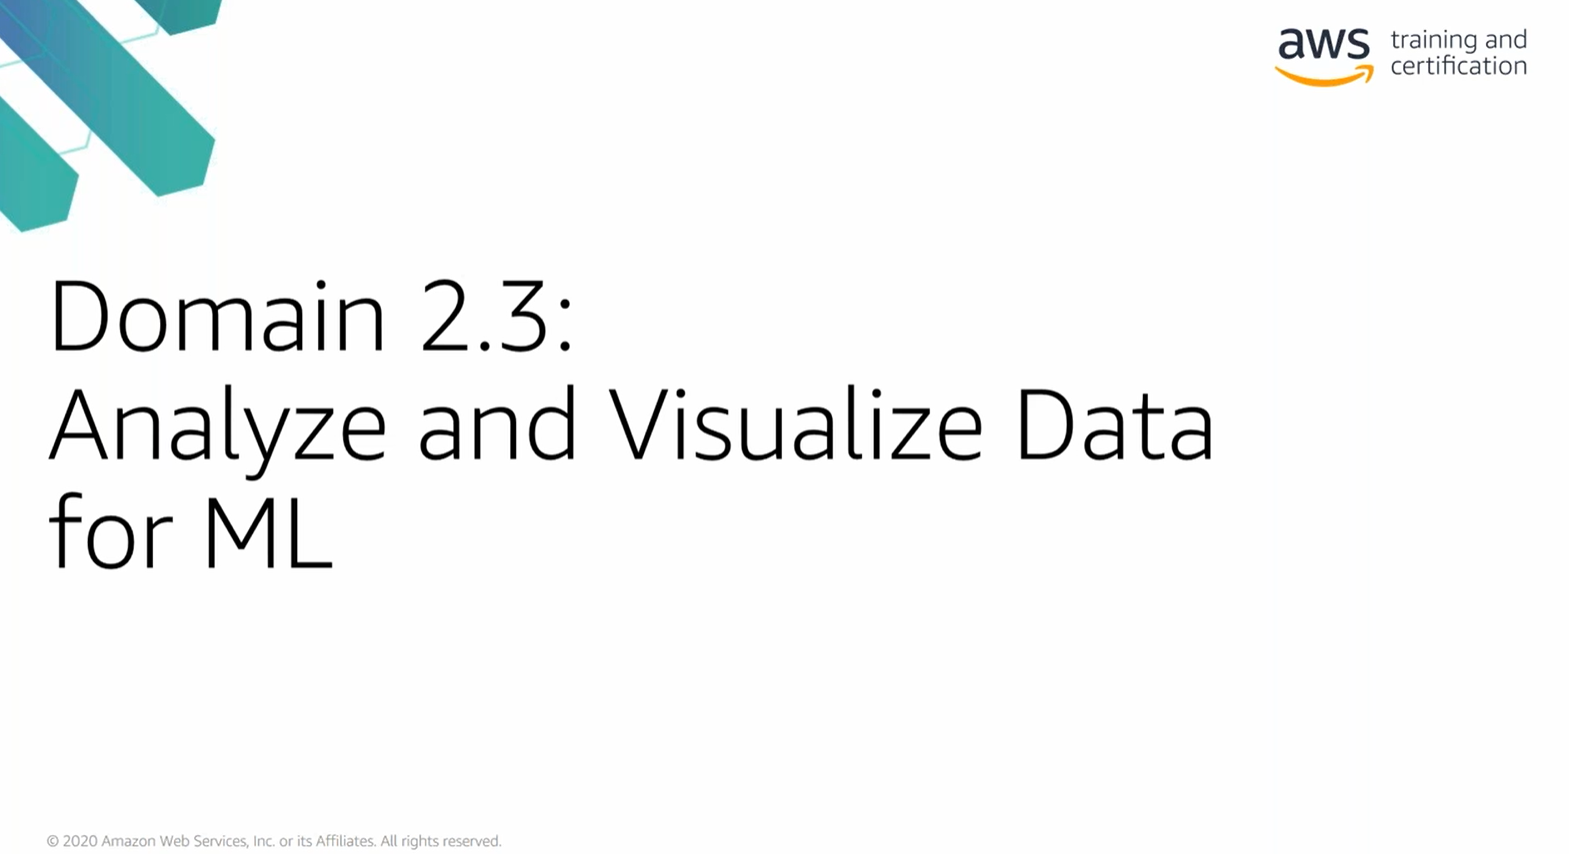 aws training and
certification
Domain 2.3:
Analyze and Visualize Data
for ML
© 2020 Amazon Web Services, Inc. or its Affiliates. All rights reserved.